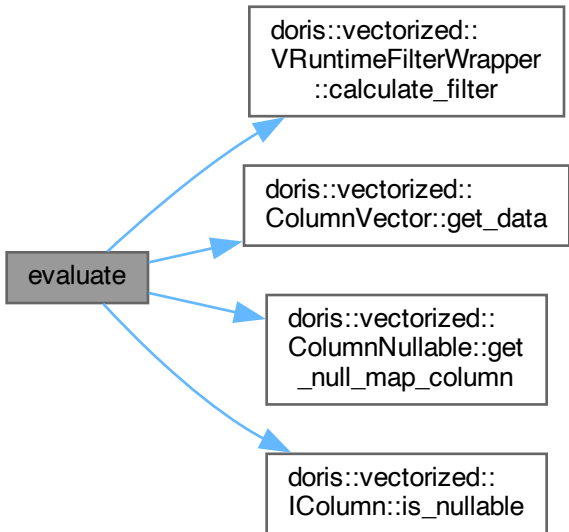 doris::vectorized::
VRuntimeFilterWrapper
::calculate_filter
doris::vectorized::
ColumnVector::get_data
evaluate
doris::vectorized::
ColumnNullable::get
_null_map_column
doris::vectorized::
IColumn::is_nullable